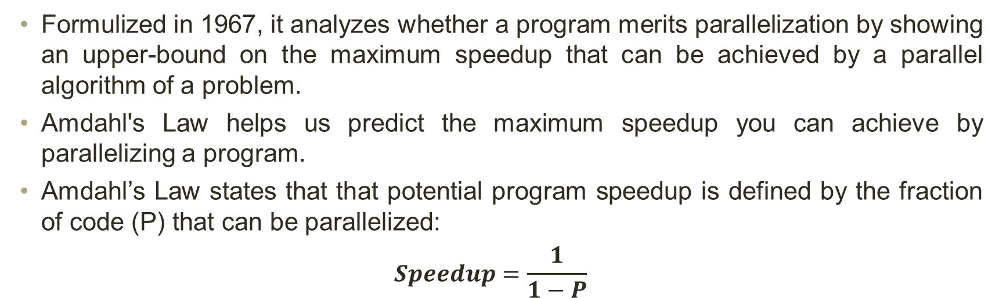 • Formulized in 1967, it analyzes whether a program merits parallelization by showing
an upper-bound on the maximum speedup that can be achieved by a parallel
algorithm of a problem.
• Amdahl's Law helps us predict the maximum speedup you can achieve by
parallelizing a program.
• Amdahl’s Law states that that potential program speedup is defined by the fraction
of code (P) that can be parallelized:
Speedup = 1 / (1 − P)